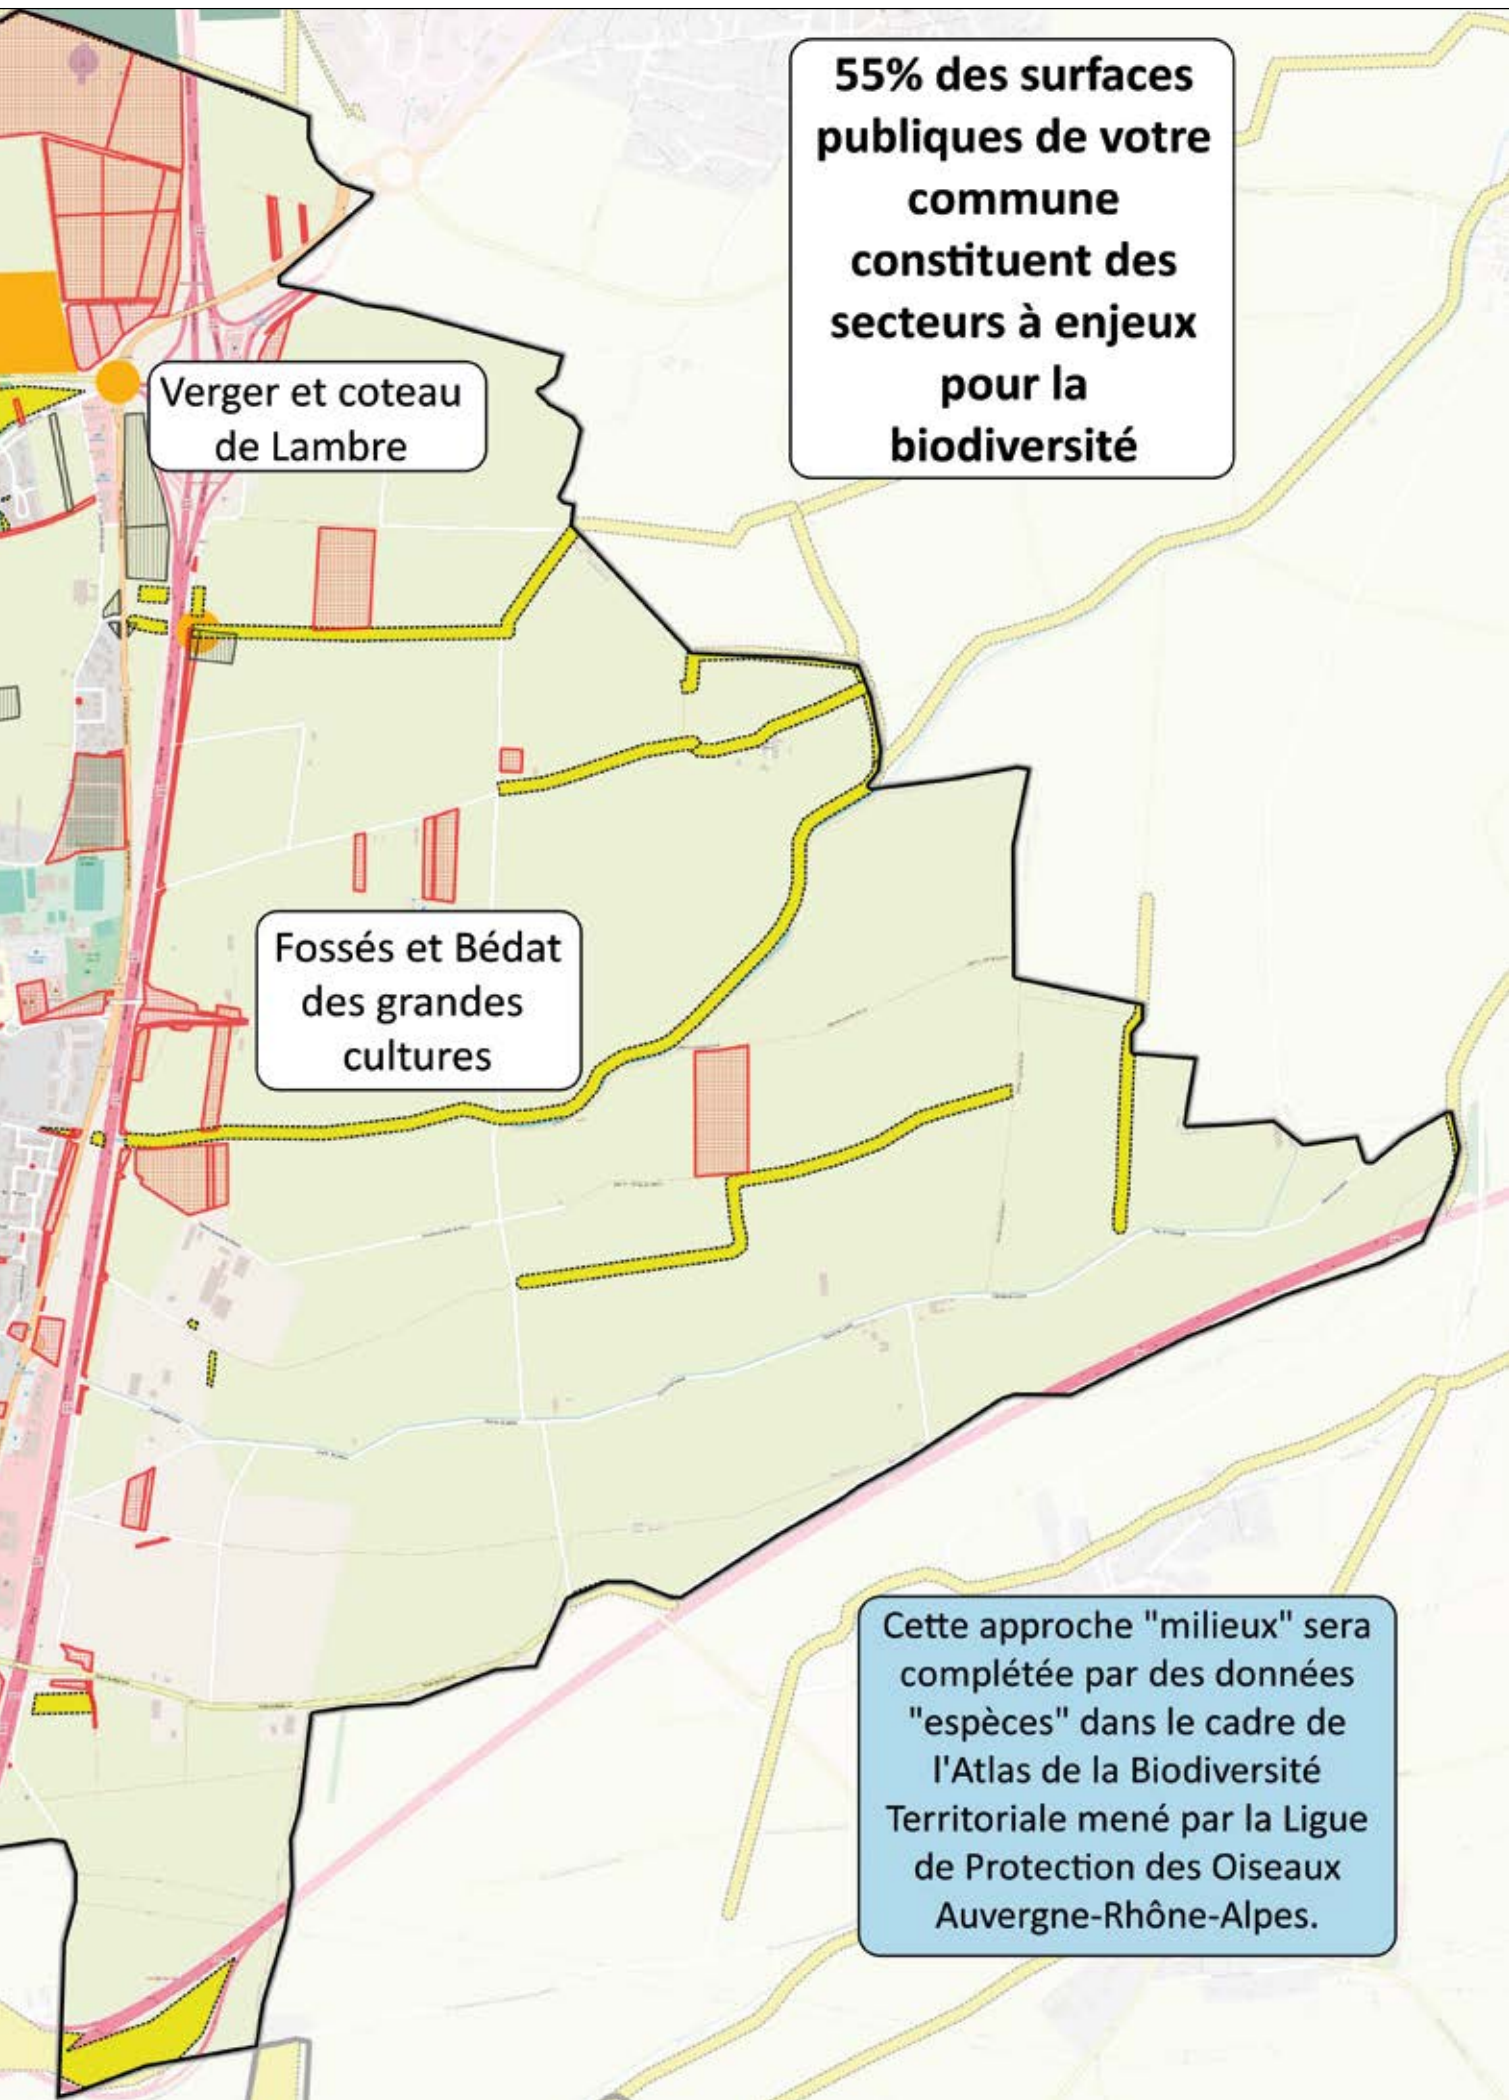 55% des surfaces
publiques de votre
commune
constituent des
secteurs à enjeux
pour la
biodiversité
Verger et coteau
de Lambre
Fossés et Bédat
des grandes
cultures
Cette approche "milieux" sera
complétée par des données
"espèces" dans le cadre de
l'Atlas de la Biodiversité
Territoriale mené par la Ligue
de Protection des Oiseaux
Auvergne-Rhône-Alpes.